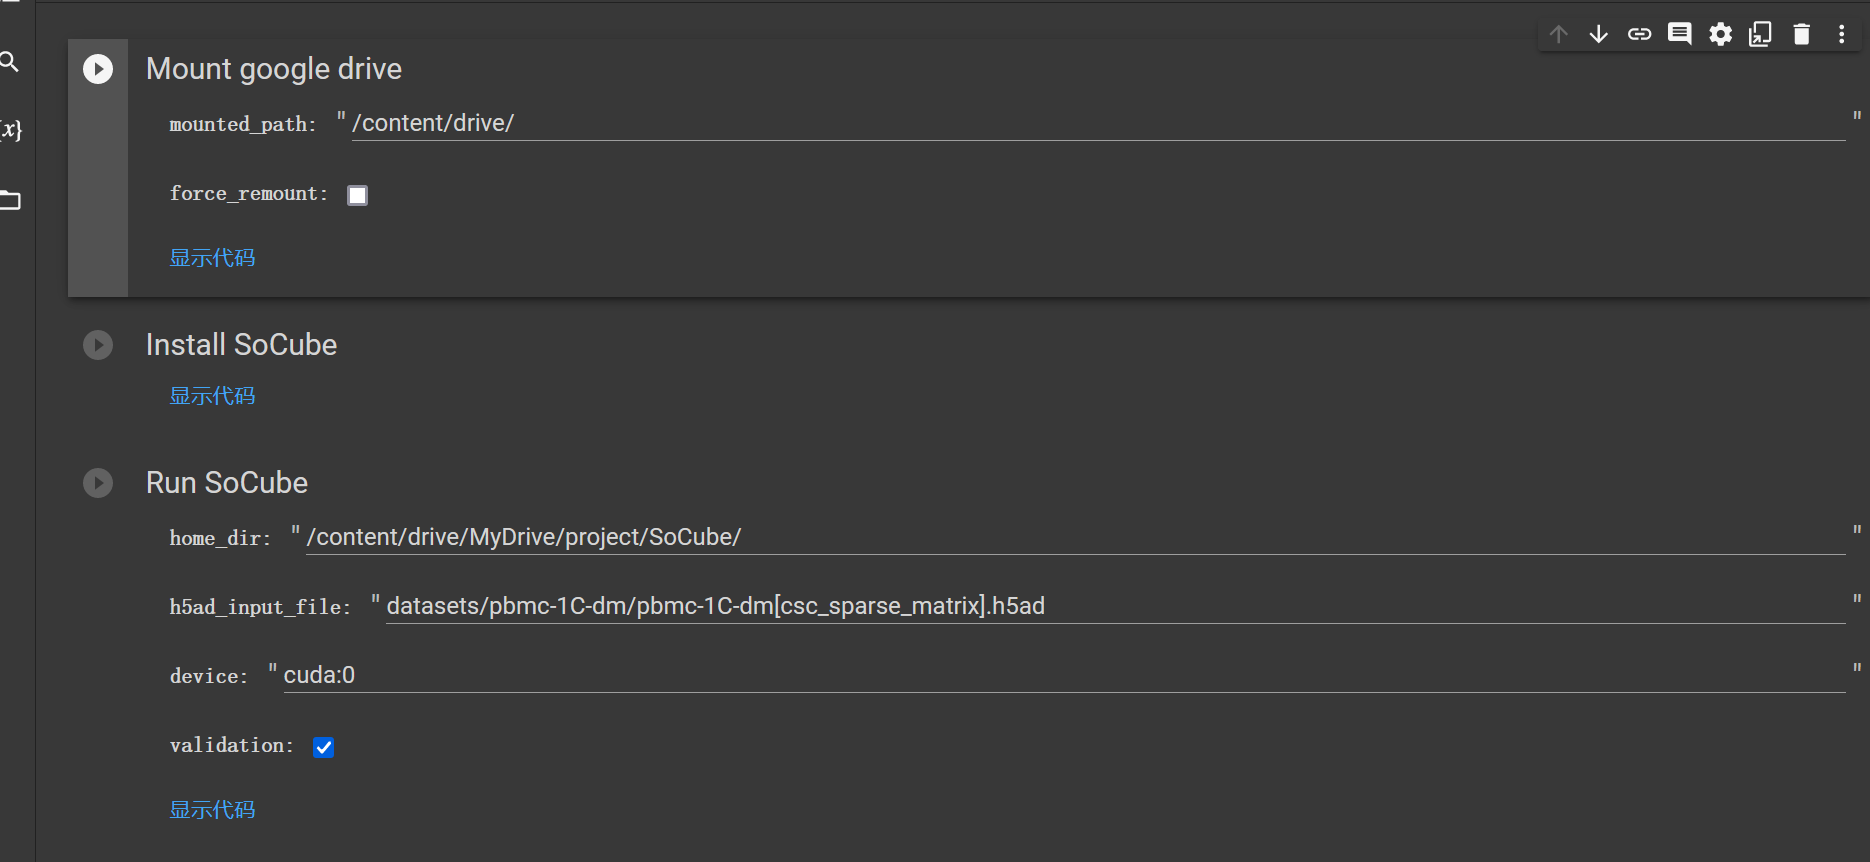 Mount google drive
mounted_path: "/content/drive/"
force_remount:
显示代码
{x}
Install SoCube
显示代码
Run SoCube
home_dir: "/content/drive/MyDrive/project/SoCube/"
h5ad_input_file: "datasets/pbmc-1C-dm/pbmc-1C-dm[csc_sparse_matrix].h5ad"
device: "cuda:0"
validation:
显示代码